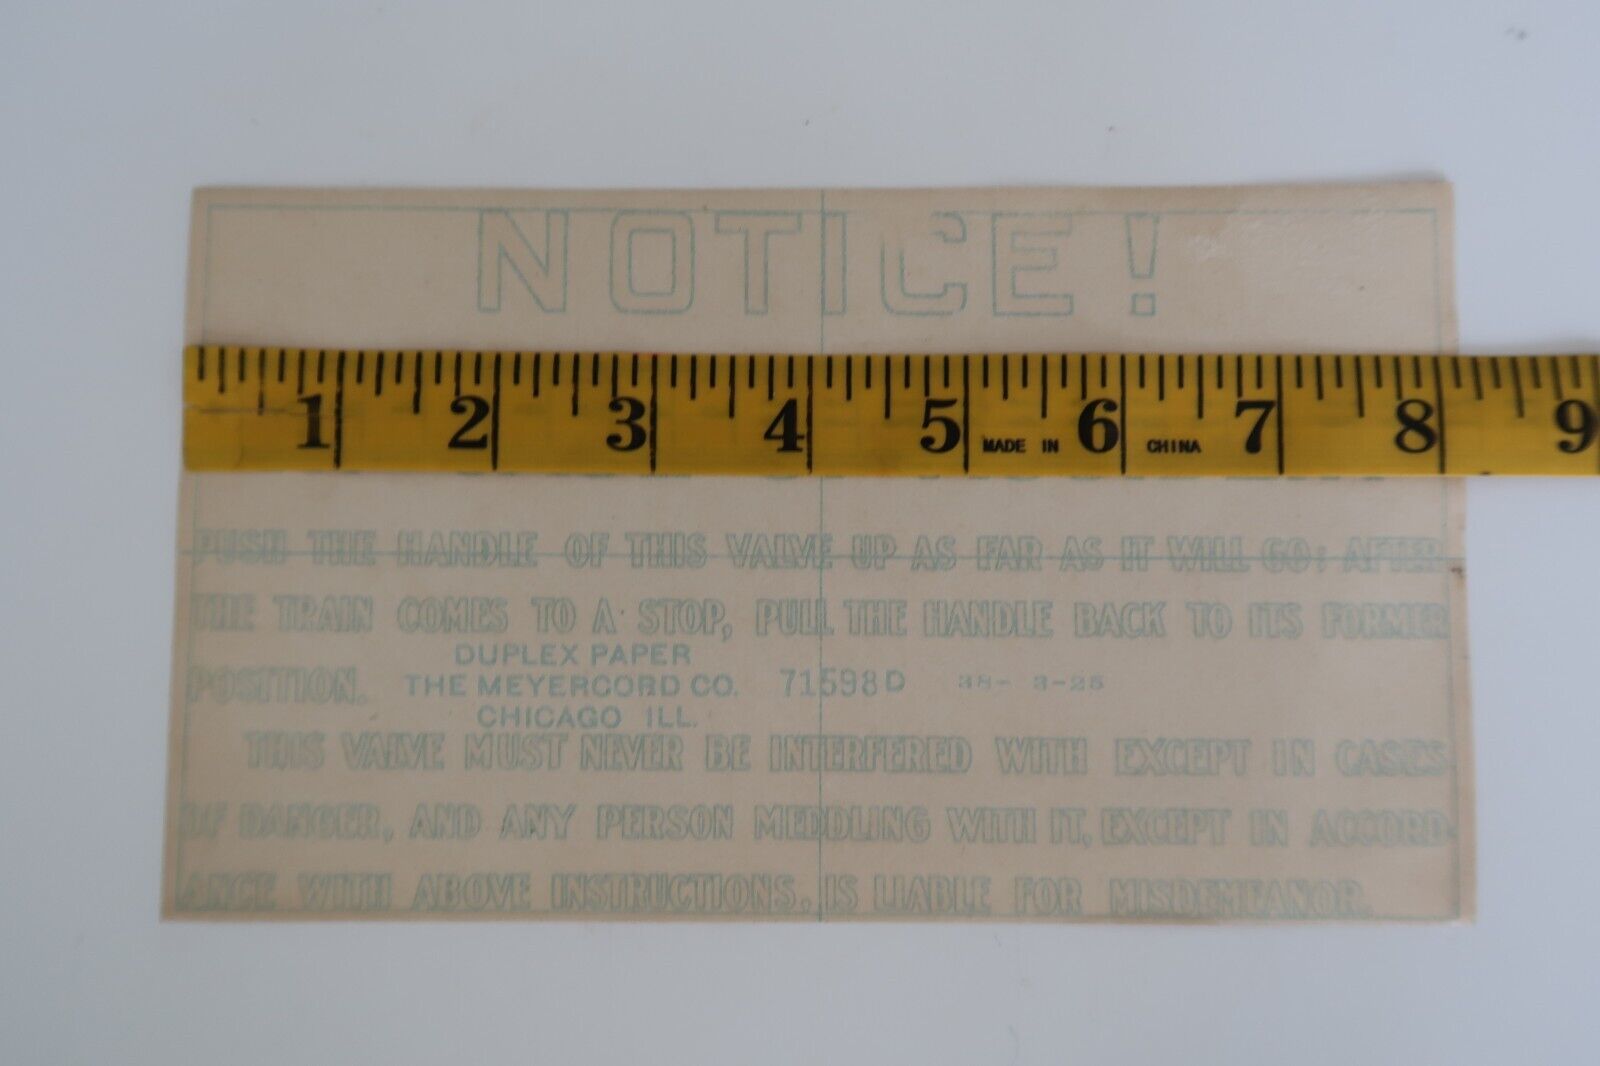 NOTICE!
1 2 3 4 5 MADE IN 6 CHINA 7 8 9
PUSH THE HANDLE OF THIS VALVE UP AS FAR AS IT WILL GO: AFTER
THE TRAIN COMES TO A STOP, PULL THE HANDLE BACK TO ITS FORMER
POSITION.
DUPLEX PAPER
THE MEYERCORD CO. 71598D 38- 3-25
CHICAGO ILL.
THIS VALVE MUST NEVER BE INTERFERED WITH EXCEPT IN CASES
OF DANGER, AND ANY PERSON MEDDLING WITH IT, EXCEPT IN ACCORD-
ANCE WITH ABOVE INSTRUCTIONS, IS LIABLE FOR MISDEMEANOR.